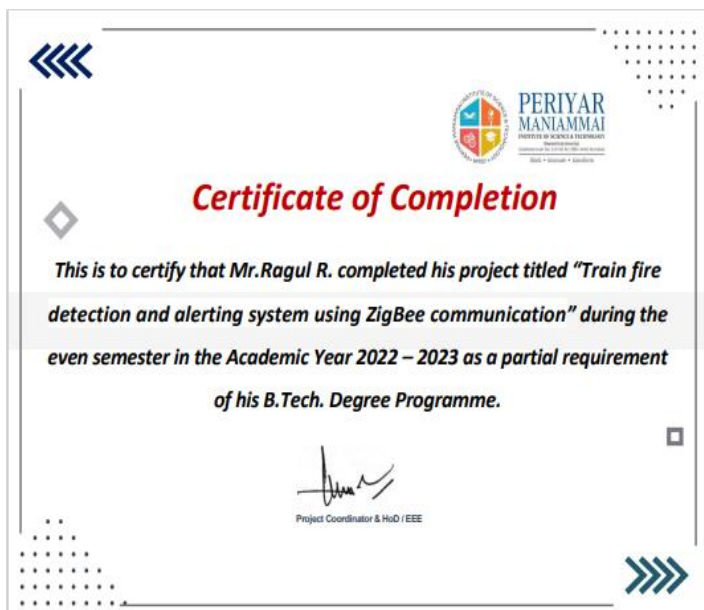 PERIYAR
MANIAMMAI
INSTITUTE OF SCIENCE & TECHNOLOGY
Certificate of Completion
This is to certify that Mr.Ragul R. completed his project titled “Train fire
detection and alerting system using ZigBee communication” during the
even semester in the Academic Year 2022 – 2023 as a partial requirement
of his B.Tech. Degree Programme.
Project Coordinator & HoD / EEE